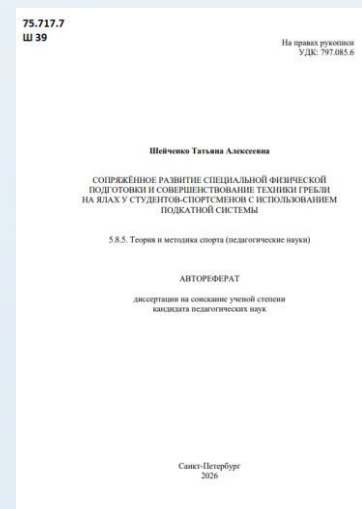 75.717.7
Ш 39
На правах рукописи
УДК: 797.085.6
Шейченко Татьяна Алексеевна
СОПРЯЖЁННОЕ РАЗВИТИЕ СПЕЦИАЛЬНОЙ ФИЗИЧЕСКОЙ
ПОДГОТОВКИ И СОВЕРШЕНСТВОВАНИЕ ТЕХНИКИ ГРЕБЛИ
НА ЯЛАХ У СТУДЕНТОВ-СПОРТСМЕНОВ С ИСПОЛЬЗОВАНИЕМ
ПОДКАТНОЙ СИСТЕМЫ
5.8.5. Теория и методика спорта (педагогические науки)
АВТОРЕФЕРАТ
диссертации на соискание ученой степени
кандидата педагогических наук
Санкт-Петербург
2026